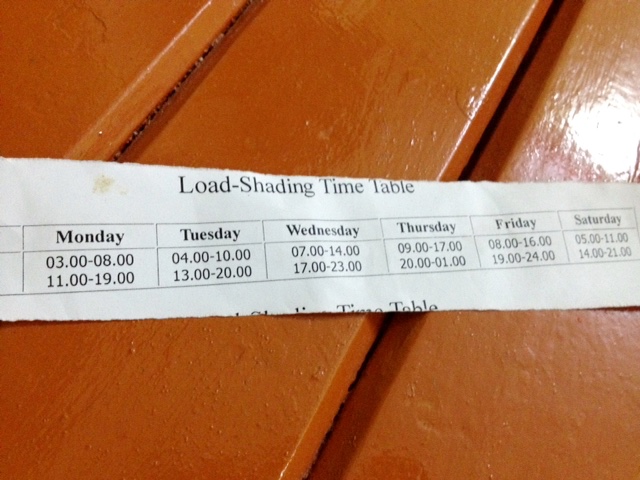 Load-Shading Time Table
Monday Tuesday Wednesday Thursday Friday Saturday
03.00-08.00 04.00-10.00 07.00-14.00 09.00-17.00 08.00-16.00 05.00-11.00
11.00-19.00 13.00-20.00 17.00-23.00 20.00-01.00 19.00-24.00 14.00-21.00
Time Table